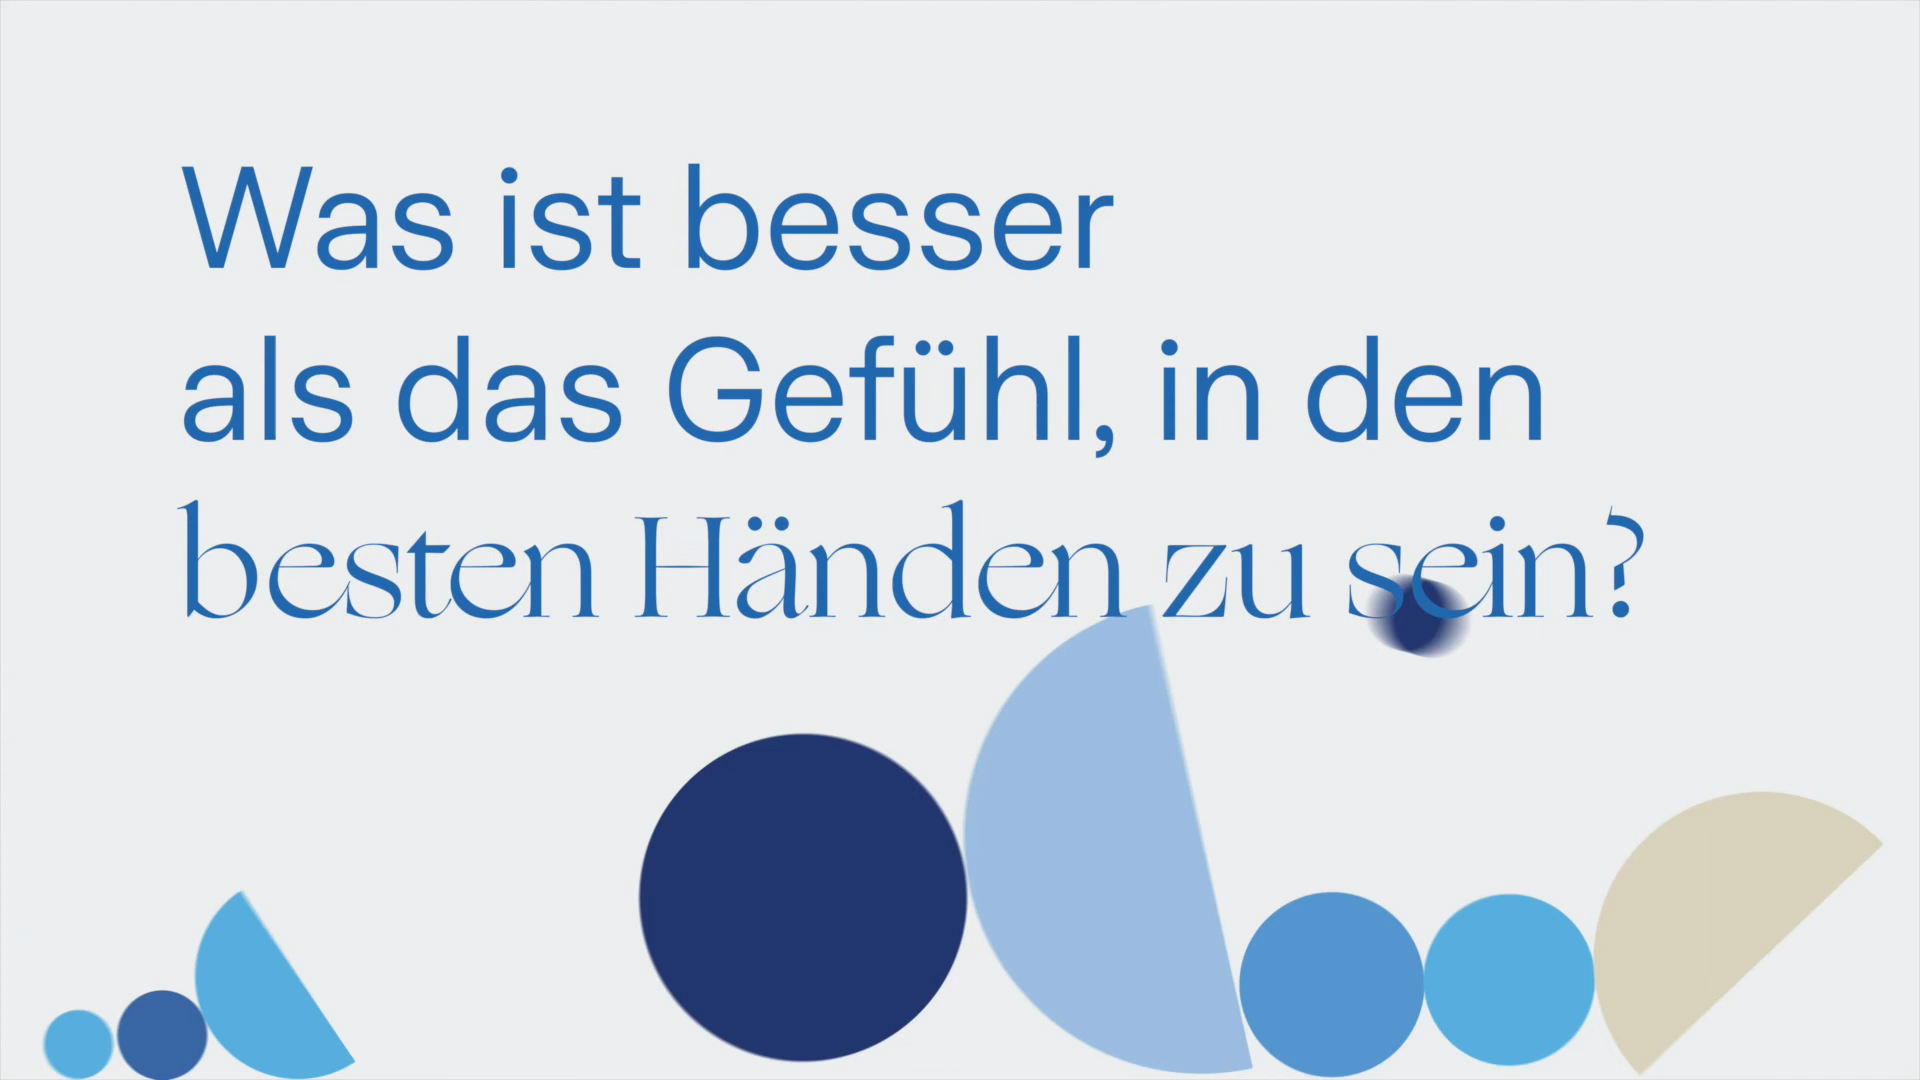 Was ist besser
als das Gefühl, in den
besten Händen zu sein?